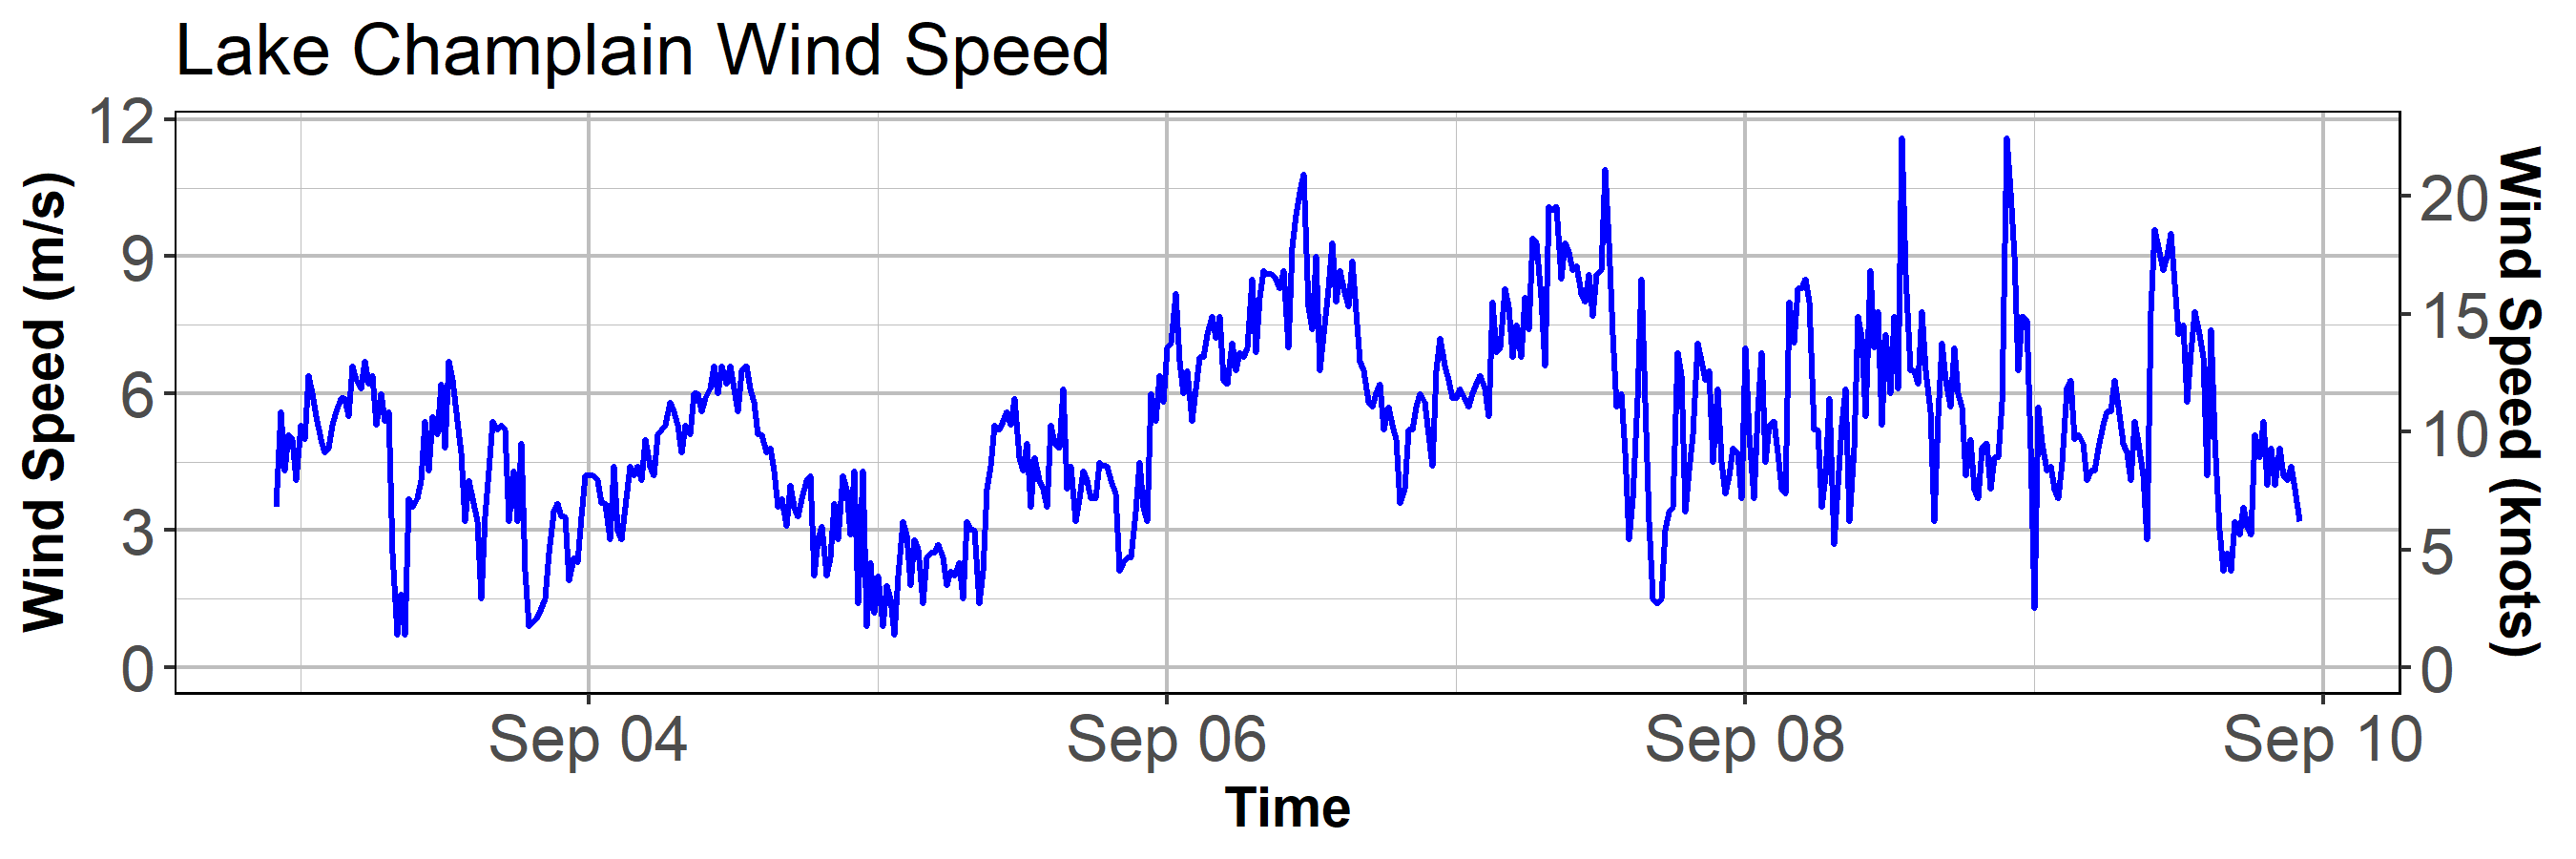 Lake Champlain Wind Speed
Wind Speed (m/s)
12
9
6
3
0
20
15
10
5
0
Wind Speed (knots)
Sep 04
Sep 06
Sep 08
Sep 10
Time